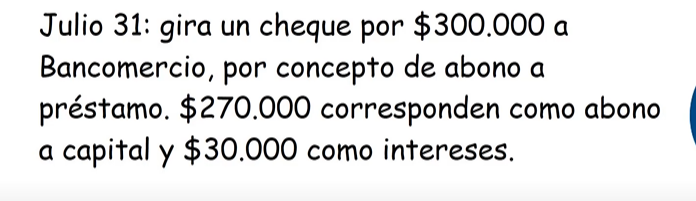 Julio 31: gira un cheque por $300.000 a
Bancomercio, por concepto de abono a
préstamo. $270.000 corresponden como abono
a capital y $30.000 como intereses.